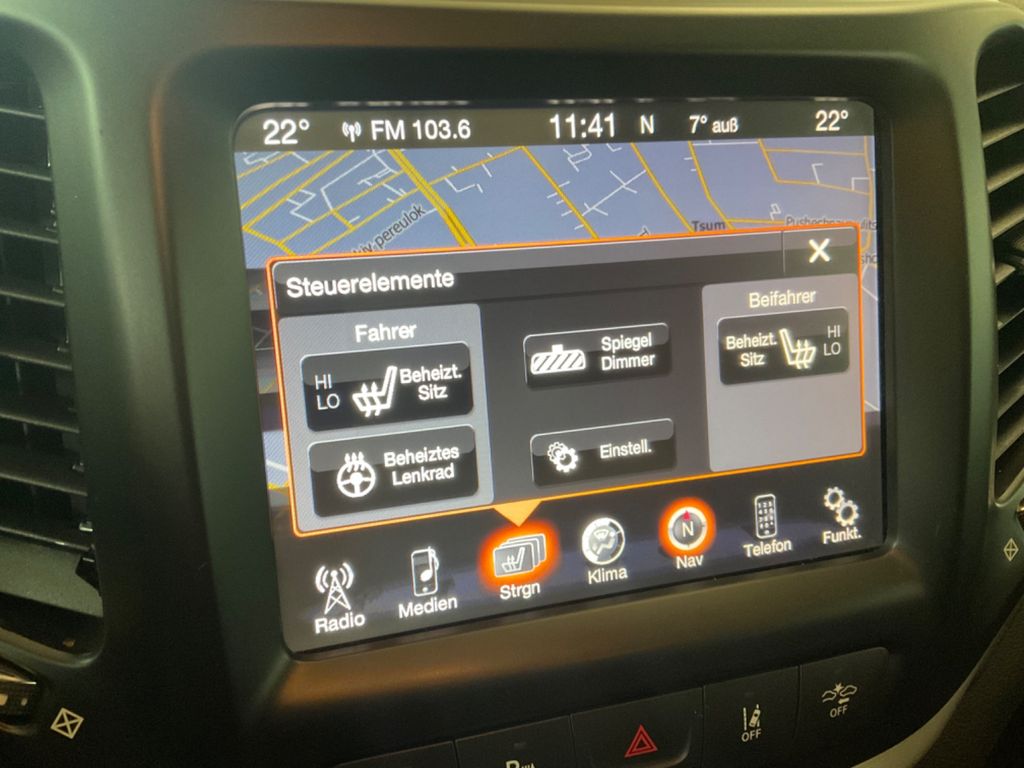 22° FM 103.6 11:41 N 7° auß 22°
pereulok
Tsum
Steuerelemente X
Fahrer
HI
LO
Beheizt.
Sitz
Beheiztes
Lenkrad
Spiegel
Dimmer
Einstell.
Beifahrer
Beheizt.
Sitz
HI
LO
Radio
Medien
Strgn
Klima
N
Nav
Telefon
Funkt.
OFF
OFF